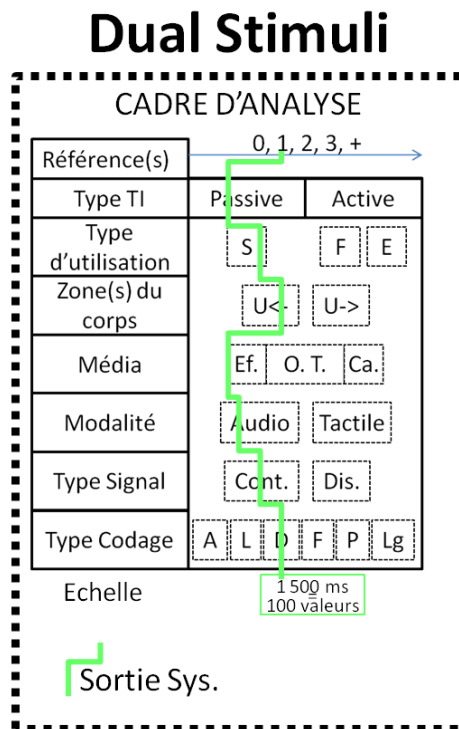 Dual Stimuli
CADRE D'ANALYSE
Référence(s) 0, 1, 2, 3, +
Type TI Passive Active
Type d'utilisation S F E
Zone(s) du corps U<- U->
Média Ef. O. T. Ca.
Modalité Audio Tactile
Type Signal Cont. Dis.
Type Codage A L D F P Lg
Echelle 1 500 ms
=
100 valeurs
Sortie Sys.